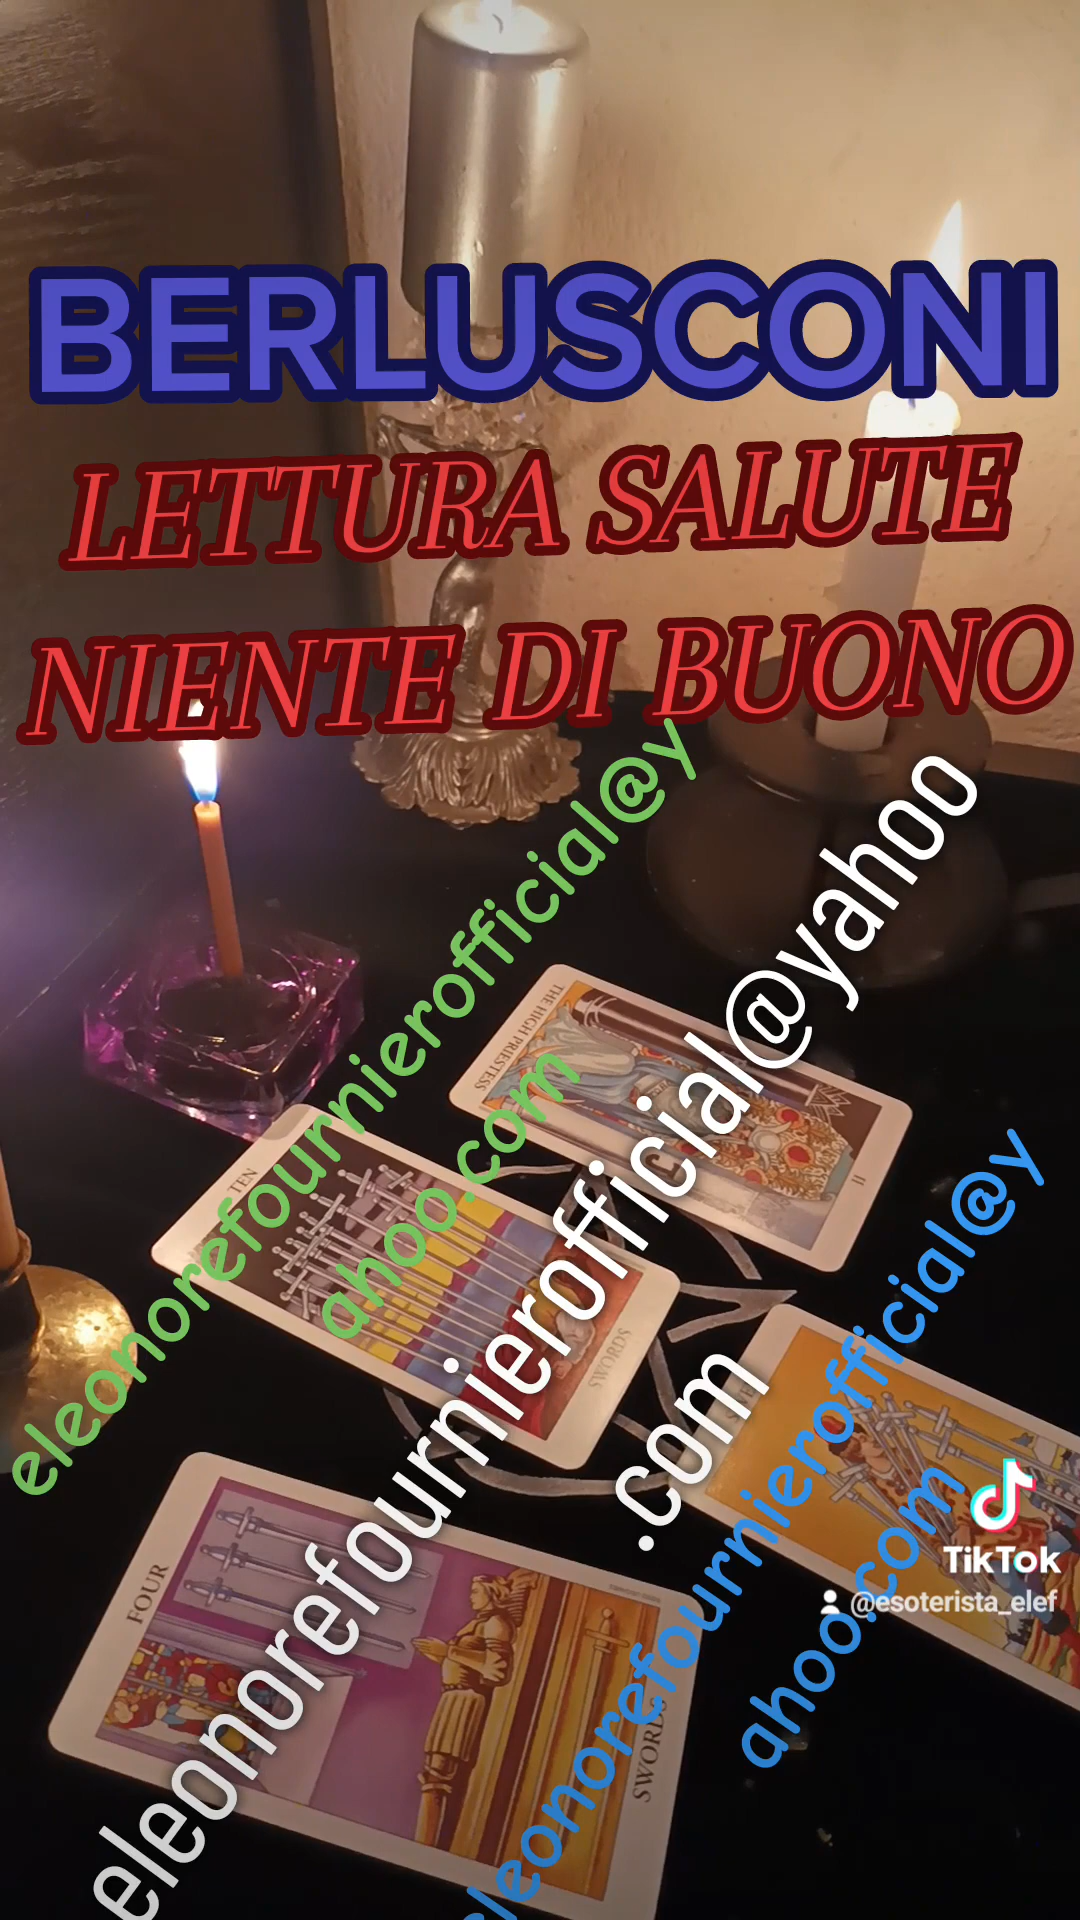 BERLUSCONI
LETTURA SALUTE
NIENTE DI BUONO
eleonorefournierofficial@y
ahoo.com
eleonorefournierofficial@yahoo
.com
eleonorefournierofficial@y
ahoo.com
THE HIGH PRIESTESS
II
TEN
SWORDS
FOUR
SWORDS
TikTok
@esoterista_elef